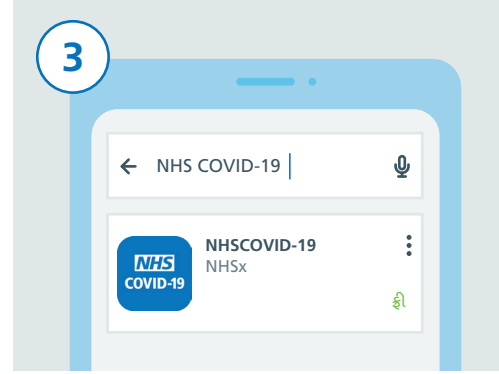 3
NHS COVID-19
NHSCOVID-19
NHSx
NHS
COVID-19
ફ્રી